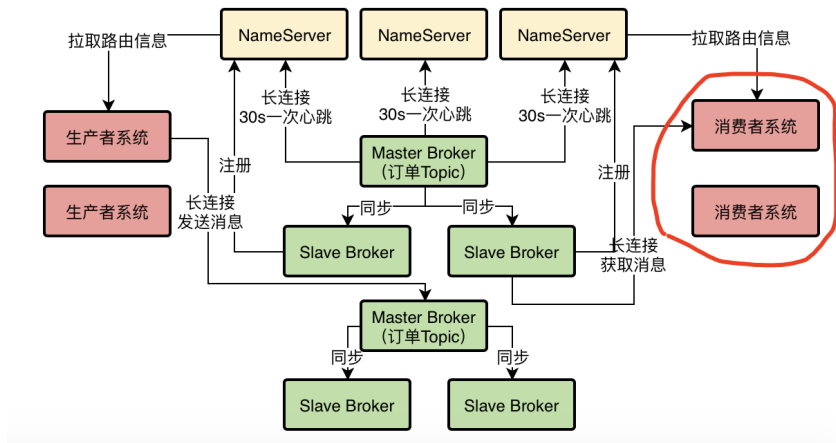 NameServer
NameServer
NameServer
拉取路由信息
拉取路由信息
长连接
30s一次心跳
长连接
30s一次心跳
长连接
30s一次心跳
生产者系统
消费者系统
Master Broker
（订单Topic）
注册
注册
生产者系统
消费者系统
长连接
发送消息
同步
同步
Slave Broker
Slave Broker
长连接
获取消息
Master Broker
（订单Topic）
同步
同步
Slave Broker
Slave Broker